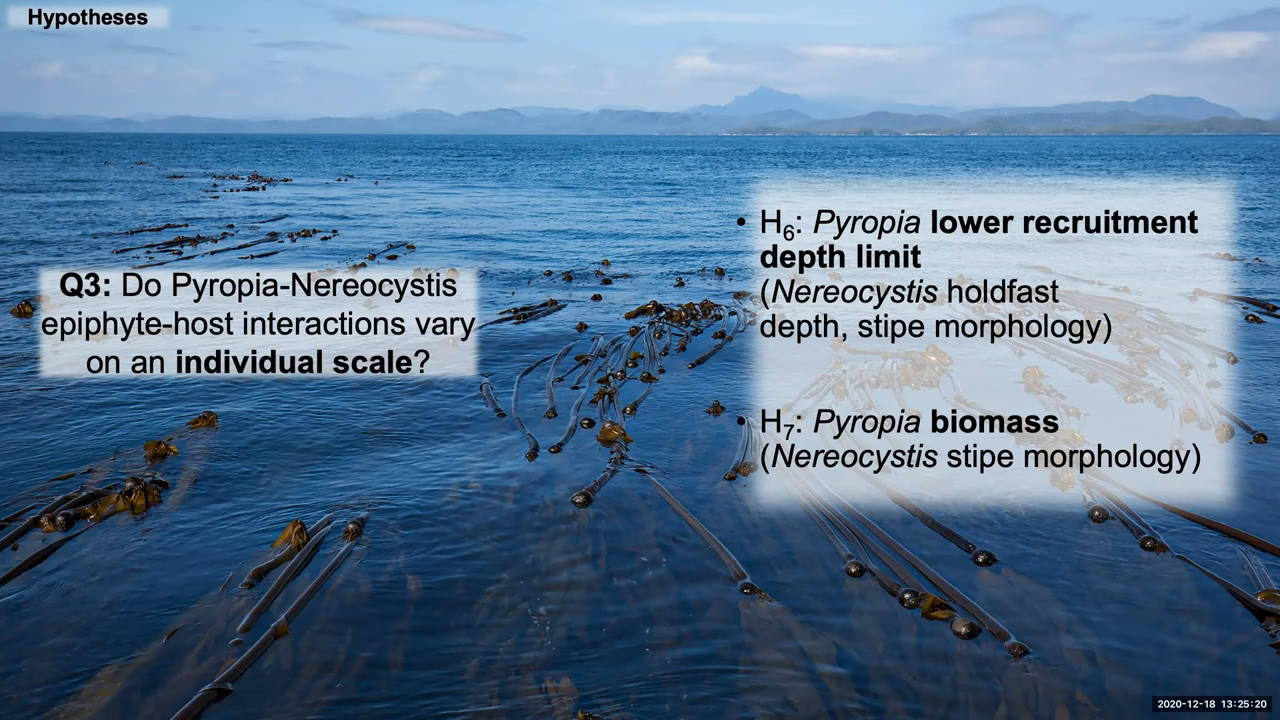 Hypotheses
Q3: Do Pyropia-Nereocystis
epiphyte-host interactions vary
on an individual scale?
• H₆: Pyropia lower recruitment
depth limit
(Nereocystis holdfast
depth, stipe morphology)
• H₇: Pyropia biomass
(Nereocystis stipe morphology)
2020-12-18 13:25:20